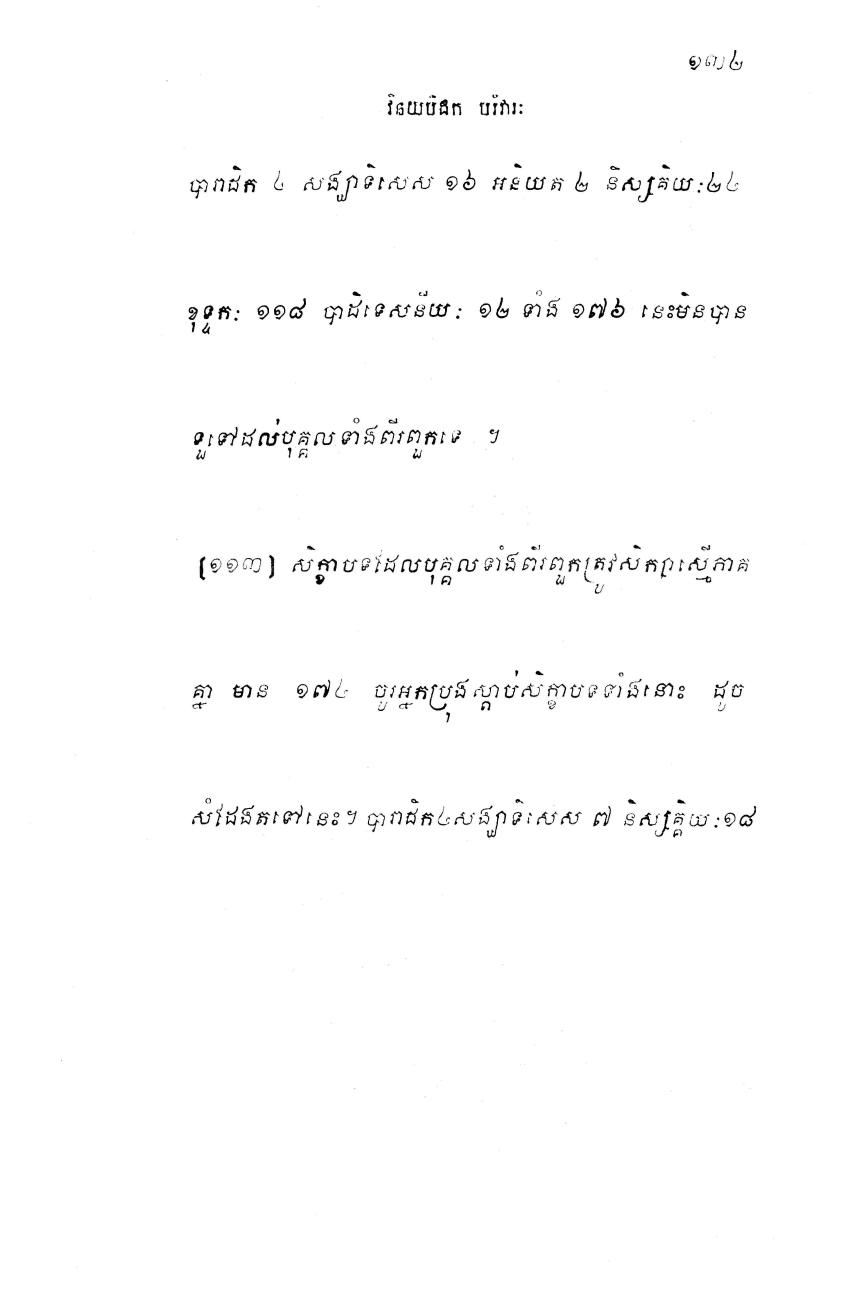 ១៣២
វិនយបិដក បរិវារៈ
បារាជិក ៤ សង្ឃាទិសេស ១៦ អនិយត ២ និស្សគ្គិយៈ២៤
ខុទ្ទកៈ ១១៨ បាដិទេសនីយៈ ១២ ទាំង ១៧៦ នេះមិនបាន
ទួទៅដល់បុគ្គលទាំងពីរពួកទេ ។
[១១៣] សិក្ខាបទដែលបុគ្គលទាំងពីរពួកត្រូវសិក្សាស្មើភាគ
គ្នា មាន ១៧៤ ចូរអ្នកប្រុងស្តាប់សិក្ខាបទទាំងនោះ ដូច
សំដែងតទៅនេះ។ បារាជិក៤សង្ឃាទិសេស ៧ និស្សគ្គិយៈ១៨